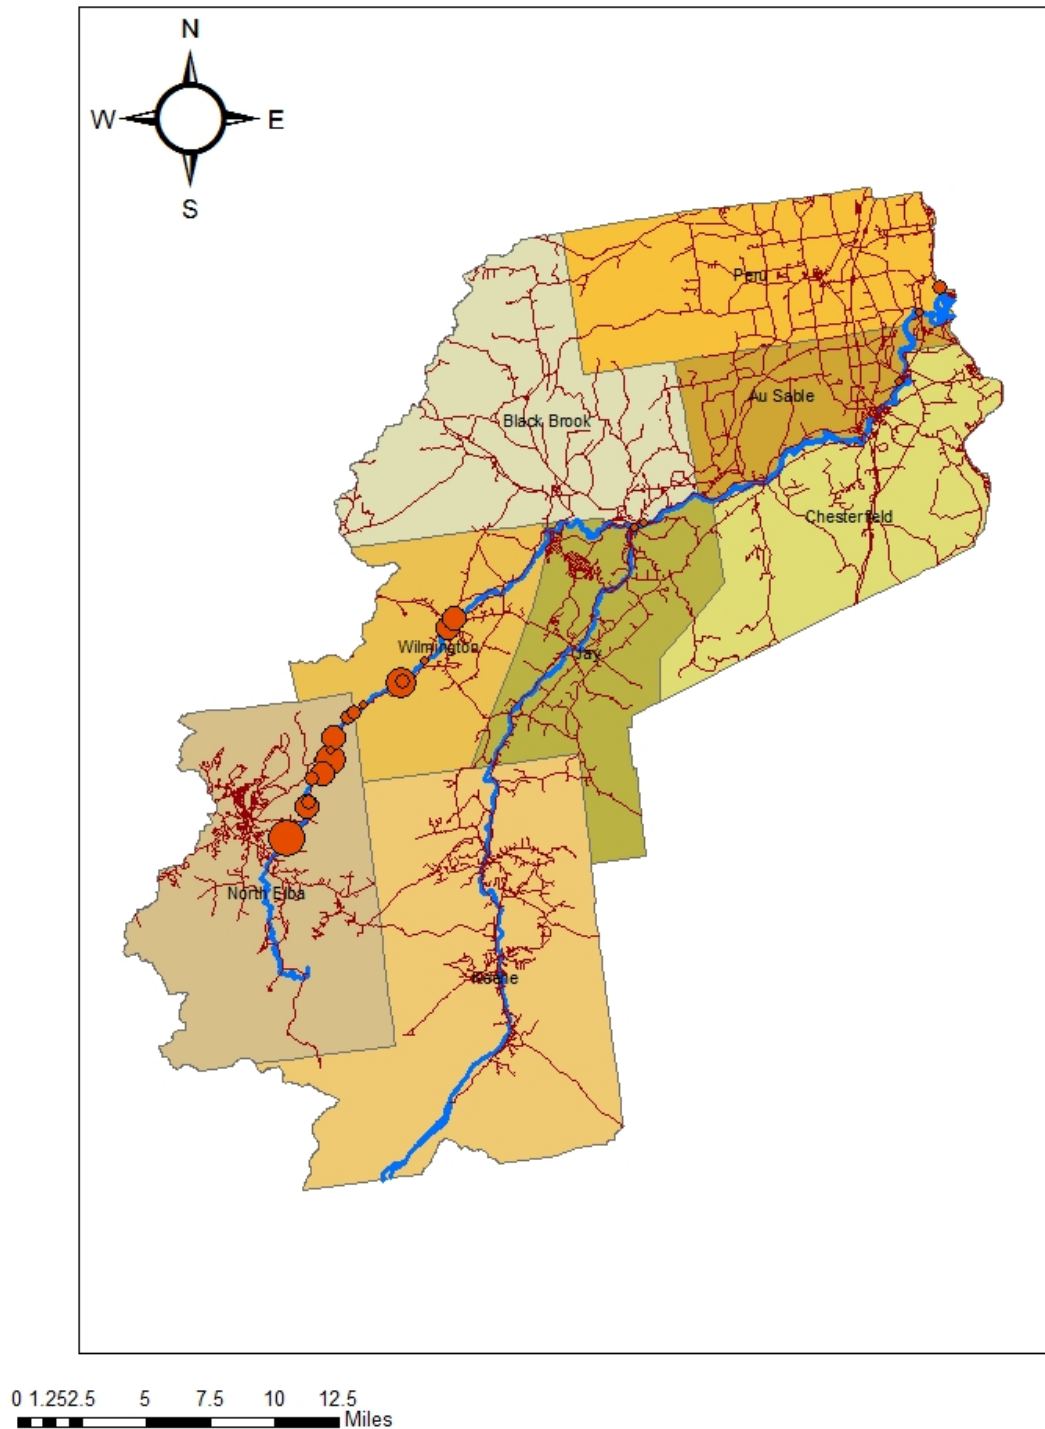 N
W E
S
Peru
Au Sable
Black Brook
Chesterfield
Wilmington
Jay
North Elba
Keene
0 1.252.5 5 7.5 10 12.5
Miles